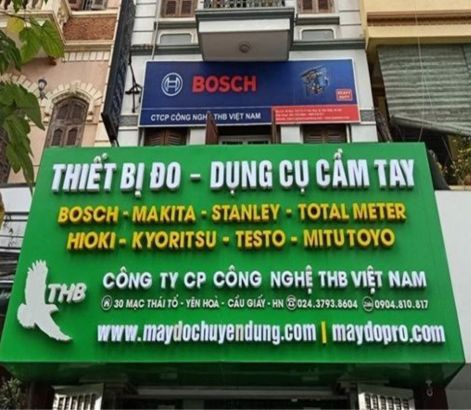 BOSCH
CTCP CÔNG NGHỆ THB VIỆT NAM
THIẾT BỊ ĐO - DỤNG CỤ CẦM TAY
BOSCH - MAKITA - STANLEY - TOTAL METER
HIOKI - KYORITSU - TESTO - MITUTOYO
THB
CÔNG TY CP CÔNG NGHỆ THB VIỆT NAM
30 MẠC THÁI TỔ - YÊN HOÀ - CẦU GIẤY - HN 024.3793.8604 0904.810.817
www.maydochuyendung.com | maydopro.com